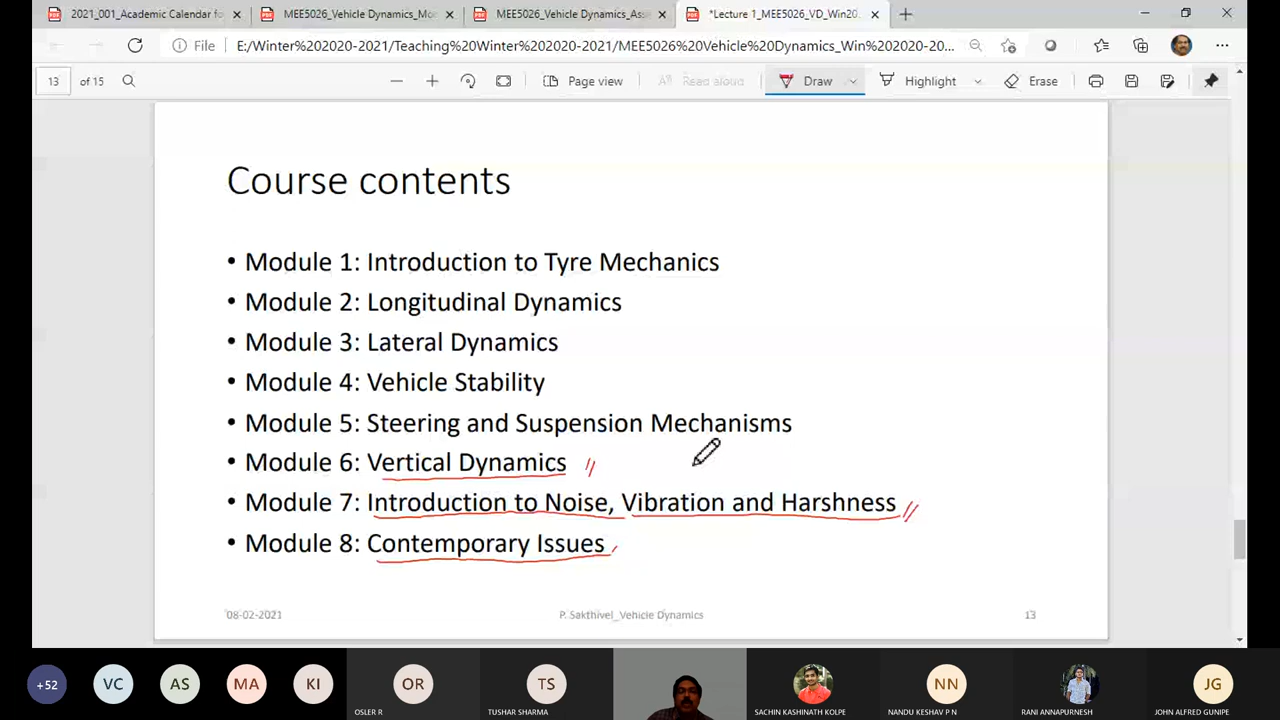 2021_001_Academic Calendar fo
MEE5026_Vehicle Dynamics_Mo
MEE5026_Vehicle Dynamics_Ass
*Lecture 1_MEE5026_VD_Win20
File
E:/Winter%202020-2021/Teaching%20Winter%202020-2021/MEE5026%20Vehicle%20Dynamics_Win%202020-20...
13 of 15
Page view
Read aloud
Draw
Highlight
Erase
Course contents
• Module 1: Introduction to Tyre Mechanics
• Module 2: Longitudinal Dynamics
• Module 3: Lateral Dynamics
• Module 4: Vehicle Stability
• Module 5: Steering and Suspension Mechanisms
• Module 6: Vertical Dynamics
• Module 7: Introduction to Noise, Vibration and Harshness
• Module 8: Contemporary Issues
08-02-2021
P. Sakthivel_Vehicle Dynamics
13
+52
VC
AS
MA
KI
OR
TS
NN
JG
OSLER R
TUSHAR SHARMA
SACHIN KASHINATH KOLPE
NANDU KESHAV P N
RANI ANNAPURNESH
JOHN ALFRED GUNIPE